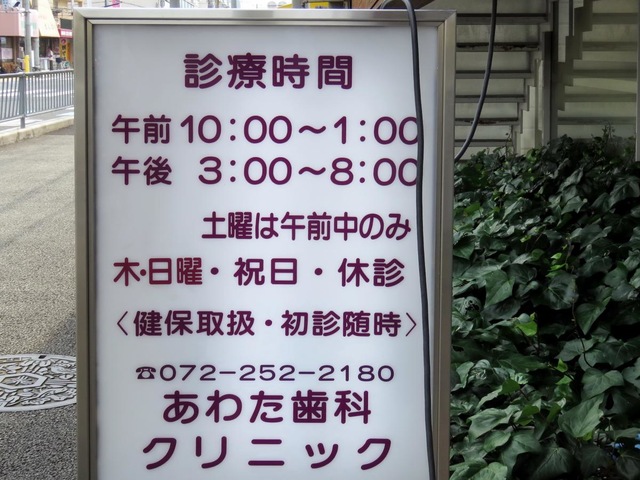 診療時間
午前 10：00～1：00
午後 3：00～8：00
土曜は午前中のみ
木・日曜・祝日・休診
〈健保取扱・初診随時〉
☎072－252－2180
あわた歯科
クリニック